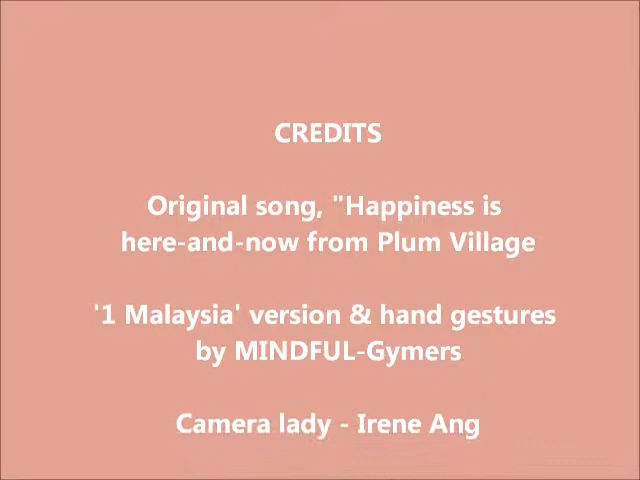 CREDITS
Original song, "Happiness is
here-and-now from Plum Village
'1 Malaysia' version & hand gestures
by MINDFUL-Gymers
Camera lady - Irene Ang